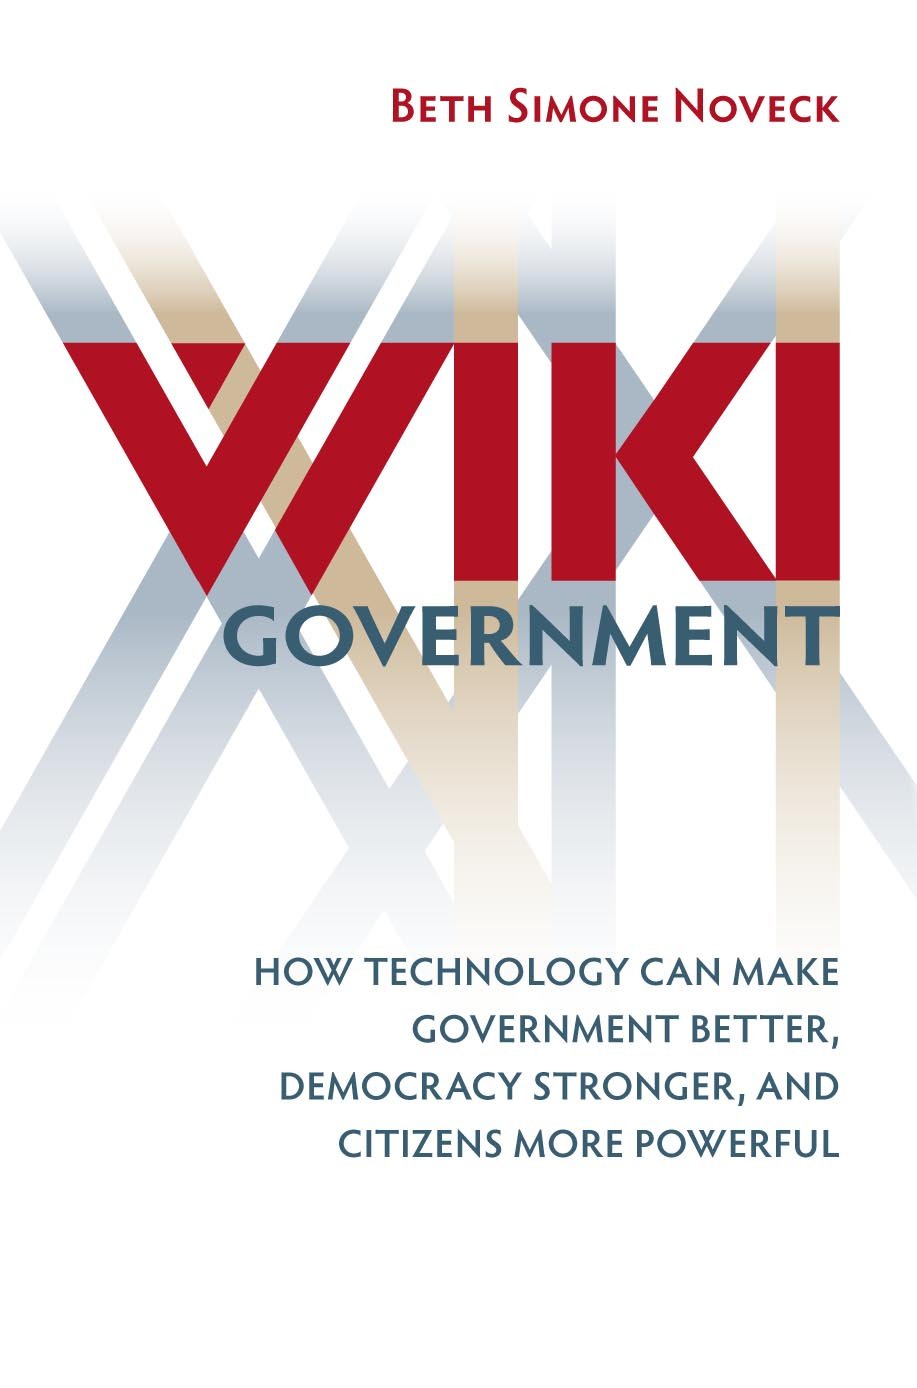 BETH SIMONE NOVECK
WIKI
GOVERNMENT
HOW TECHNOLOGY CAN MAKE
GOVERNMENT BETTER,
DEMOCRACY STRONGER, AND
CITIZENS MORE POWERFUL